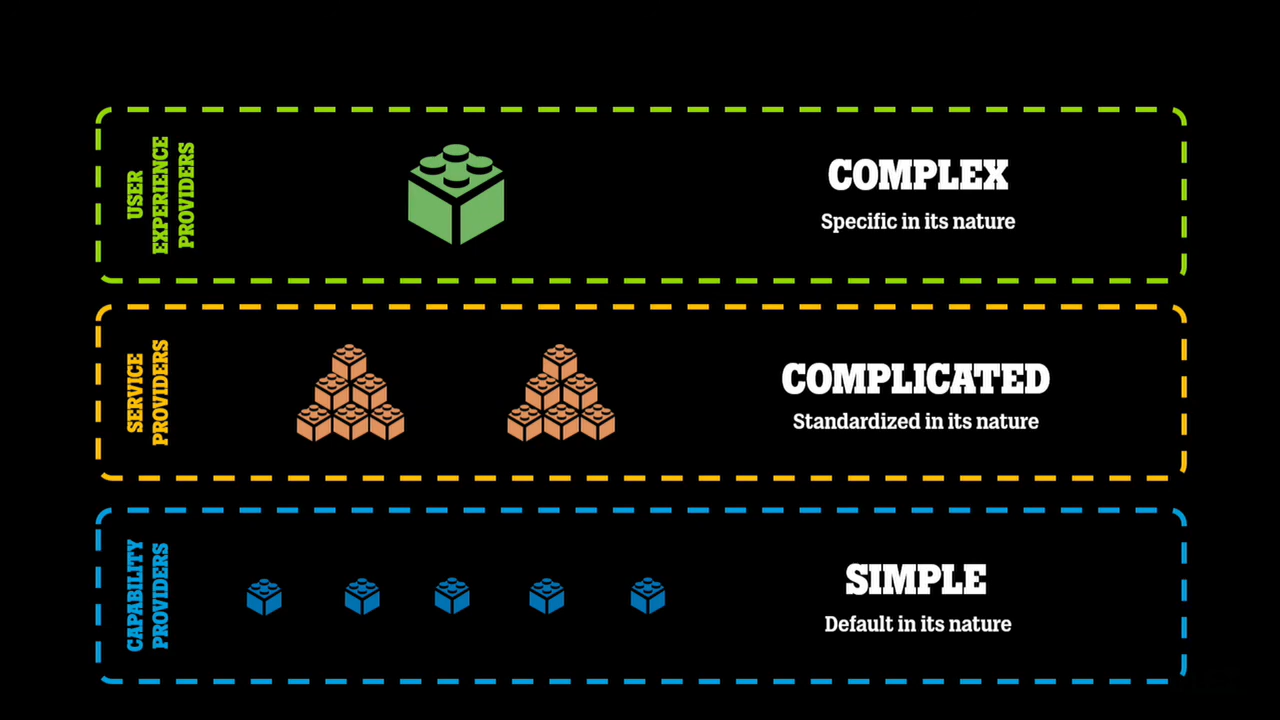 USER
EXPERIENCE
PROVIDERS
COMPLEX
Specific in its nature
SERVICE
PROVIDERS
COMPLICATED
Standardized in its nature
CAPABILITY
PROVIDERS
SIMPLE
Default in its nature